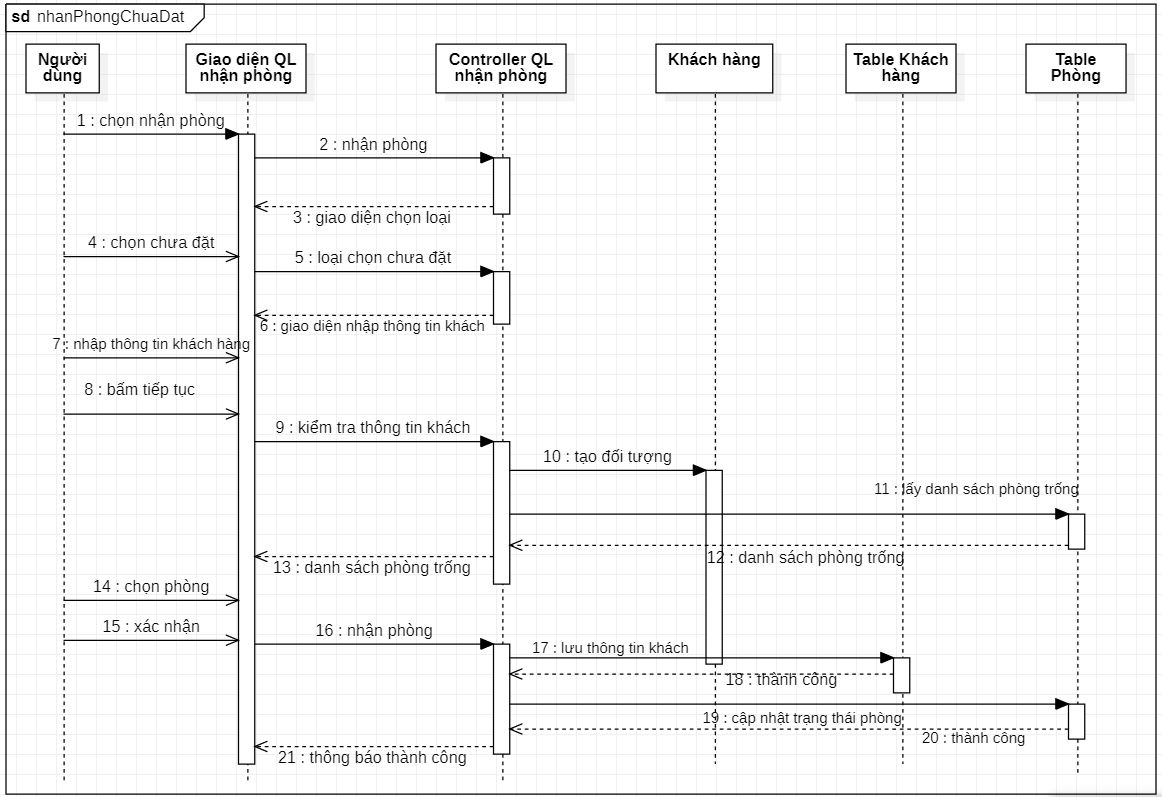 sd nhanPhongChuaDat
Người
dùng
Giao diện QL
nhận phòng
Controller QL
nhận phòng
Khách hàng
Table Khách
hàng
Table
Phòng
1 : chọn nhận phòng
2 : nhận phòng
3 : giao diện chọn loại
4 : chọn chưa đặt
5 : loại chọn chưa đặt
6 : giao diện nhập thông tin khách
7 : nhập thông tin khách hàng
8 : bấm tiếp tục
9 : kiểm tra thông tin khách
10 : tạo đối tượng
11 : lấy danh sách phòng trống
12 : danh sách phòng trống
13 : danh sách phòng trống
14 : chọn phòng
15 : xác nhận
16 : nhận phòng
17 : lưu thông tin khách
18 : thành công
19 : cập nhật trạng thái phòng
20 : thành công
21 : thông báo thành công